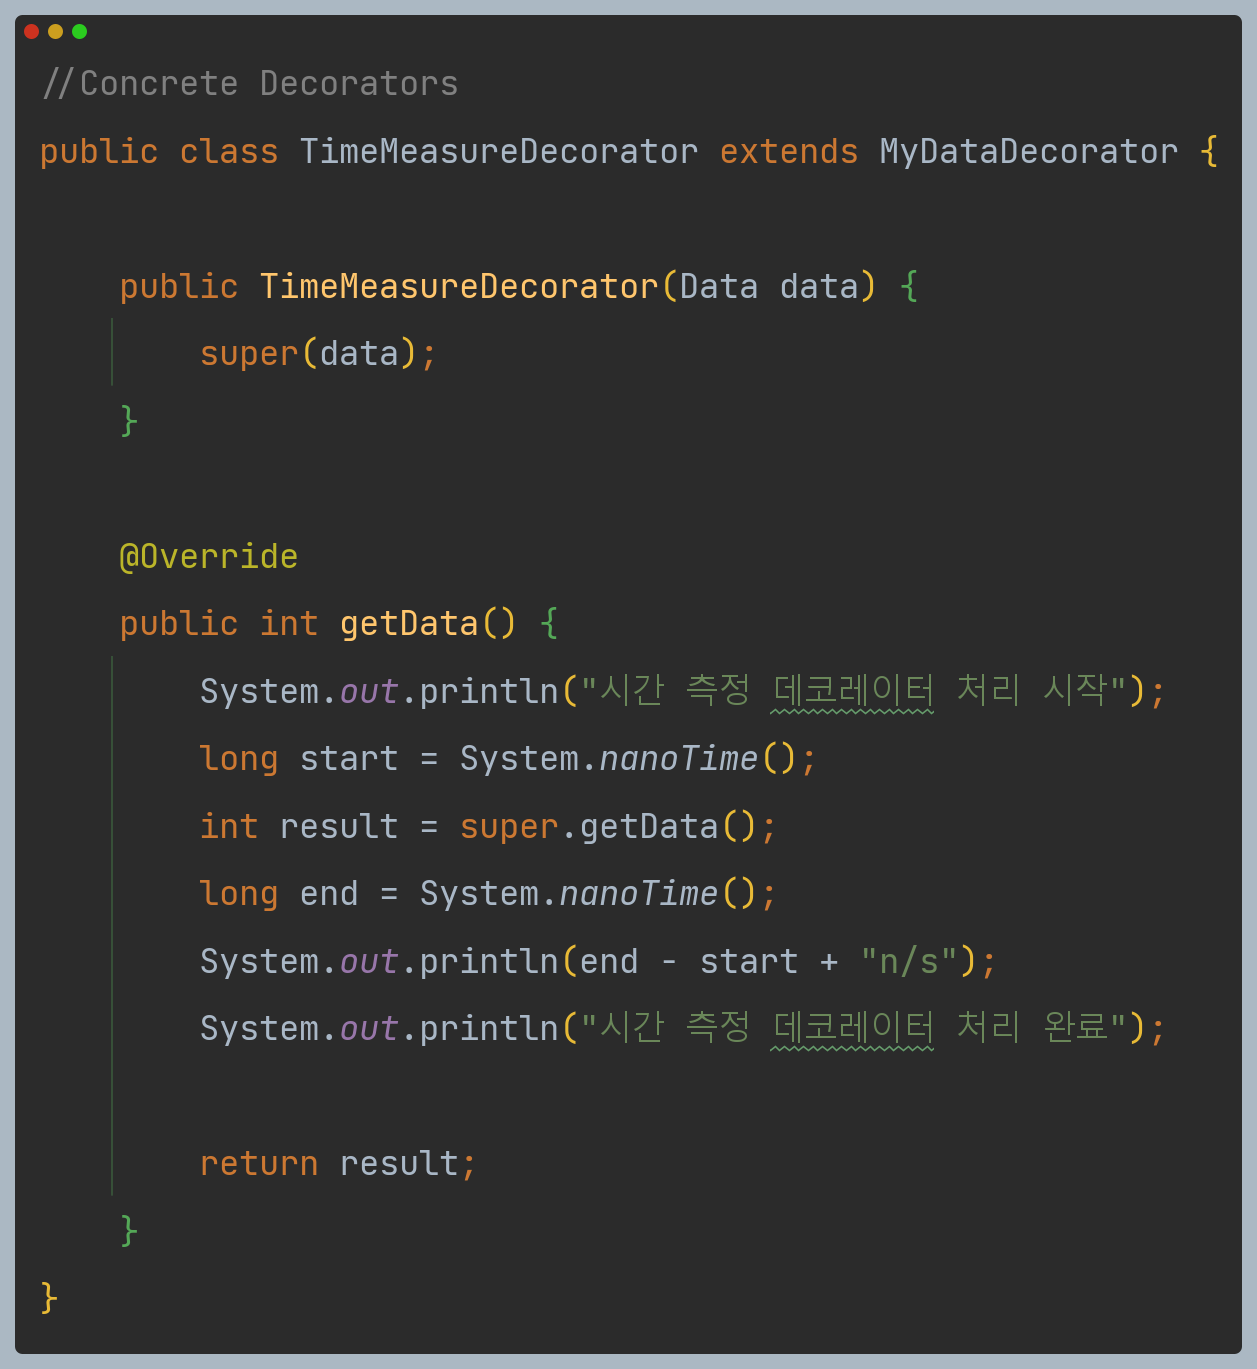 //Concrete Decorators
public class TimeMeasureDecorator extends MyDataDecorator {
    public TimeMeasureDecorator(Data data) {
        super(data);
    }
    @Override
    public int getData() {
        System.out.println("시간 측정 데코레이터 처리 시작");
        long start = System.nanoTime();
        int result = super.getData();
        long end = System.nanoTime();
        System.out.println(end - start + "n/s");
        System.out.println("시간 측정 데코레이터 처리 완료");
        return result;
    }
}